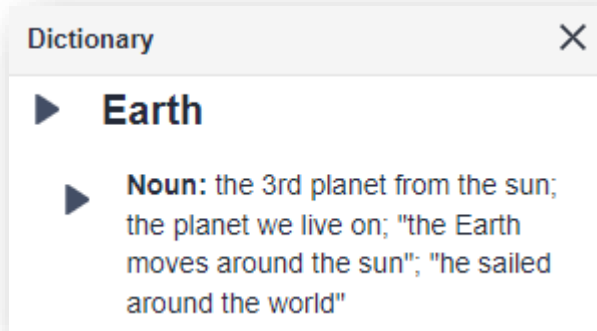 Dictionary
Earth
Noun: the 3rd planet from the sun;
the planet we live on; "the Earth
moves around the sun"; "he sailed
around the world"